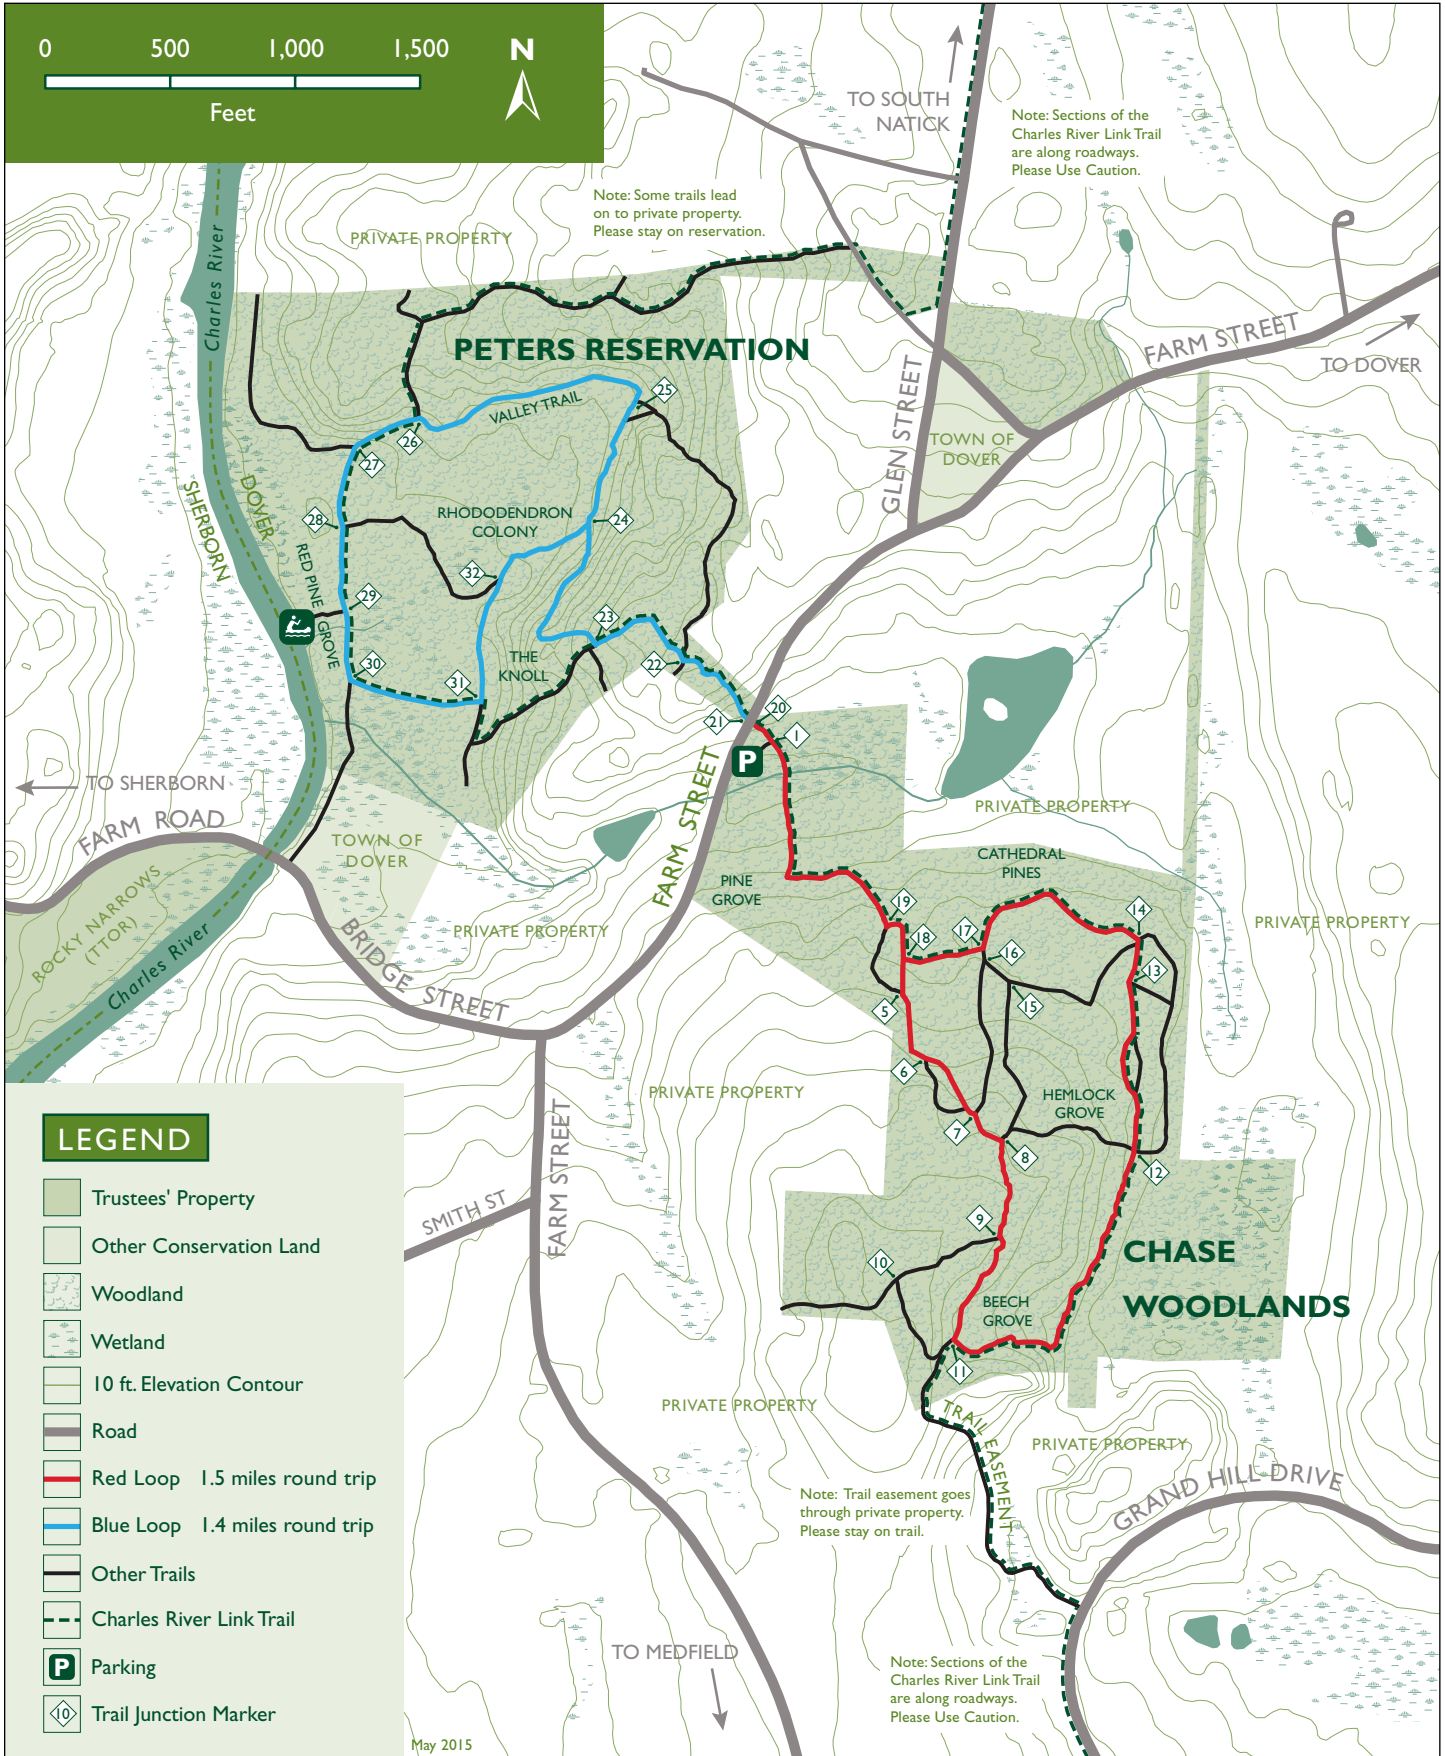 0 500 1,000 1,500
Feet
N
TO SOUTH
NATICK
Note: Sections of the
Charles River Link Trail
are along roadways.
Please Use Caution.
Note: Some trails lead
on to private property.
Please stay on reservation.
PRIVATE PROPERTY
Charles River
PETERS RESERVATION
FARM STREET
TO DOVER
GLEN STREET
TOWN OF
DOVER
VALLEY TRAIL
25
26
27
28
RHODODENDRON
COLONY
24
SHERBORN
DOVER
RED PINE GROVE
32
29
23
30
31
THE
KNOLL
22
21
20
1
P
TO SHERBORN
FARM ROAD
TOWN OF
DOVER
FARM STREET
PRIVATE PROPERTY
ROCKY NARROWS
(TTOR)
Charles River
BRIDGE STREET
PRIVATE PROPERTY
PINE
GROVE
CATHEDRAL
PINES
19
18
17
16
14
13
15
5
6
PRIVATE PROPERTY
PRIVATE PROPERTY
HEMLOCK
GROVE
7
8
12
9
10
FARM STREET
SMITH ST
CHASE
WOODLANDS
BEECH
GROVE
11
PRIVATE PROPERTY
TRAIL EASEMENT
PRIVATE PROPERTY
GRAND HILL DRIVE
Note: Trail easement goes
through private property.
Please stay on trail.
TO MEDFIELD
Note: Sections of the
Charles River Link Trail
are along roadways.
Please Use Caution.
LEGEND
Trustees' Property
Other Conservation Land
Woodland
Wetland
10 ft. Elevation Contour
Road
Red Loop 1.5 miles round trip
Blue Loop 1.4 miles round trip
Other Trails
Charles River Link Trail
P Parking
10 Trail Junction Marker
May 2015